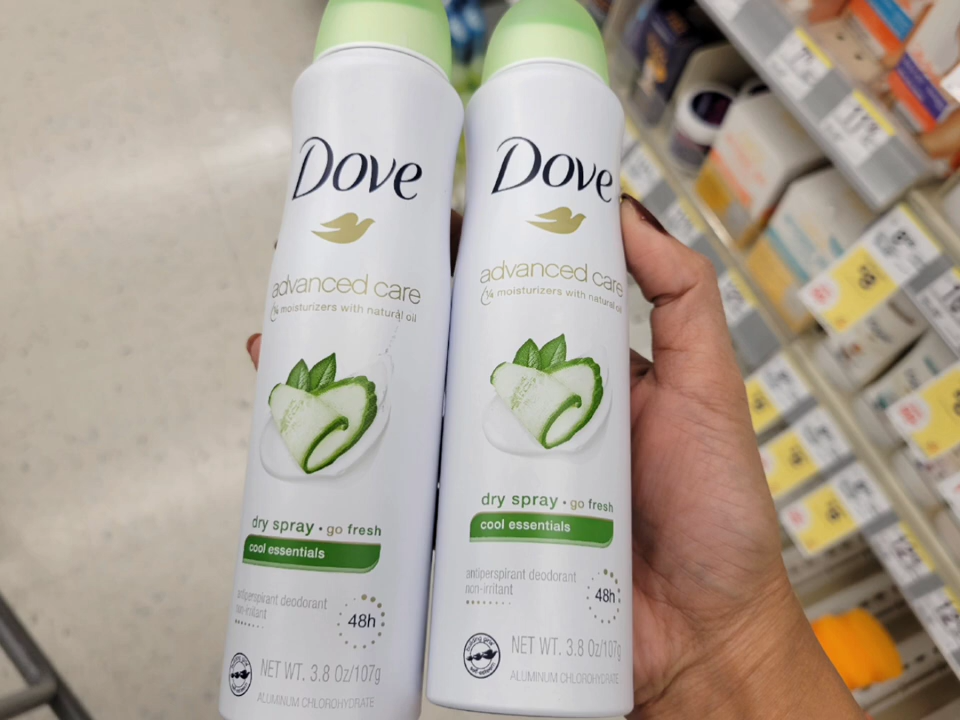 Dove
advanced care
¼ moisturizers with natural oil
dry spray • go fresh
cool essentials
antiperspirant deodorant
non-irritant
48h
NET WT. 3.8 Oz/107g
ALUMINUM CHLOROHYDRATE
Dove
advanced care
¼ moisturizers with natural oil
dry spray • go fresh
cool essentials
antiperspirant deodorant
non-irritant
48h
NET WT. 3.8 Oz/107g
ALUMINUM CHLOROHYDRATE